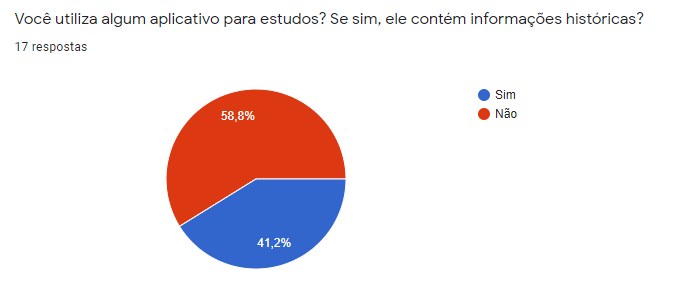 Você utiliza algum aplicativo para estudos? Se sim, ele contém informações históricas?
17 respostas
Sim
Não
58,8%
41,2%